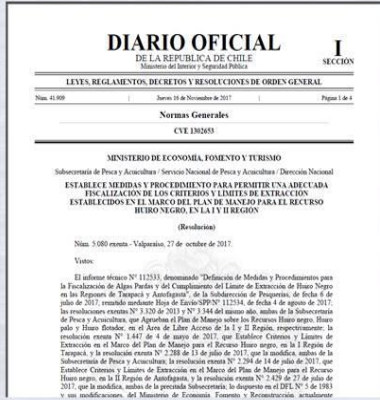 DIARIO OFICIAL
DE LA REPUBLICA DE CHILE
Ministerio del Interior y Seguridad Pública
I
SECCIÓN
LEYES, REGLAMENTOS, DECRETOS Y RESOLUCIONES DE ORDEN GENERAL
Núm. 41.909 | Jueves 16 de Noviembre de 2017 | Página 1 de 4
Normas Generales
CVE 1302653
MINISTERIO DE ECONOMÍA, FOMENTO Y TURISMO
Subsecretaría de Pesca y Acuicultura / Servicio Nacional de Pesca y Acuicultura / Dirección Nacional
ESTABLECE MEDIDAS Y PROCEDIMIENTO PARA PERMITIR UNA ADECUADA
FISCALIZACIÓN DE LOS CRITERIOS Y LIMITES DE EXTRACCIÓN
ESTABLECIDOS EN EL MARCO DEL PLAN DE MANEJO PARA EL RECURSO
HUIRO NEGRO, EN LA I Y II REGIÓN
(Resolución)
Núm. 5.080 exenta.- Valparaíso, 27 de octubre de 2017.
Vistos:
El informe técnico N° 112533, denominado "Definición de Medidas y Procedimientos para
la Fiscalización de Algas Pardas y del Cumplimiento del Límite de Extracción de Huiro Negro
en las Regiones de Tarapacá y Antofagasta", de la Subdirección de Pesquerías, de fecha 6 de
julio de 2017, remitido mediante Hoja de Envío/SPP/N° 112534, de fecha 4 de agosto de 2017,
las resoluciones exentas N° 3.320 de 2013 y N° 3.344 del mismo año, ambas de la Subsecretaría
de Pesca y Acuicultura, que Aprueban el Plan de Manejo sobre los Recursos Huiro Negro, Huiro
palo y Huiro flotador, en el Área de Libre Acceso de la I y II Región, respectivamente; la
resolución exenta N° 1.447 de 4 de mayo de 2017, que Establece Criterios y Límites de
Extracción en el Marco del Plan de Manejo para el Recurso Huiro Negro, en la I Región de
Tarapacá, y la resolución exenta N° 2.288 de 13 de julio de 2017, que la modifica, ambas de la
Subsecretaría de Pesca y Acuicultura; la resolución exenta N° 2.294 de 14 de julio de 2017, que
Establece Criterios y Límites de Extracción en el Marco del Plan de Manejo para el Recurso
Huiro Negro, en la II Región de Antofagasta, y la resolución exenta N° 2.429 de 27 de julio de
2017, que la modifica, ambas de la precitada Subsecretaría; lo dispuesto en el DFL N° 5 de 1983
y sus modificaciones, del Ministerio de Economía, Fomento y Reconstrucción, actualmente